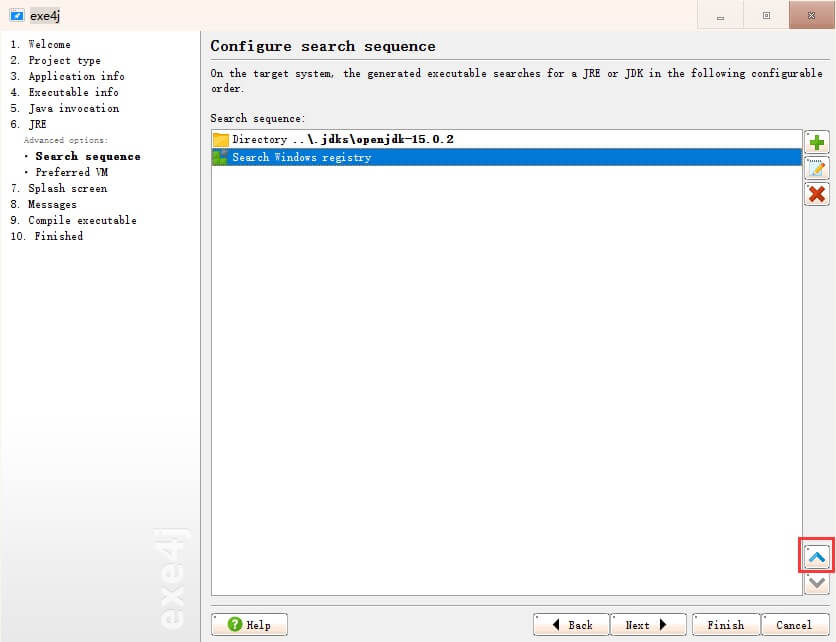 exe4j
1. Welcome
2. Project type
3. Application info
4. Executable info
5. Java invocation
6. JRE
Advanced options:
· Search sequence
· Preferred VM
7. Splash screen
8. Messages
9. Compile executable
10. Finished
exe4j
Configure search sequence
On the target system, the generated executable searches for a JRE or JDK in the following configurable
order.
Search sequence:
Directory ..\.jdks\openjdk-15.0.2
Search Windows registry
Help
Back
Next
Finish
Cancel